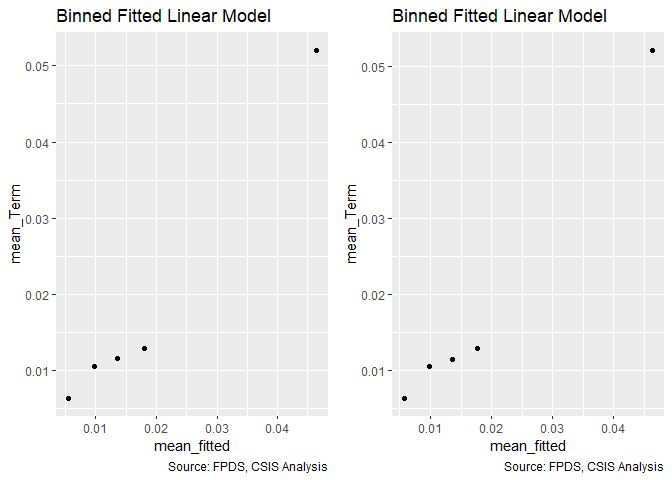 Binned Fitted Linear Model
mean_Term
0.05
0.04
0.03
0.02
0.01
0.01 0.02 0.03 0.04
mean_fitted
Source: FPDS, CSIS Analysis
Binned Fitted Linear Model
mean_Term
0.05
0.04
0.03
0.02
0.01
0.01 0.02 0.03 0.04
mean_fitted
Source: FPDS, CSIS Analysis